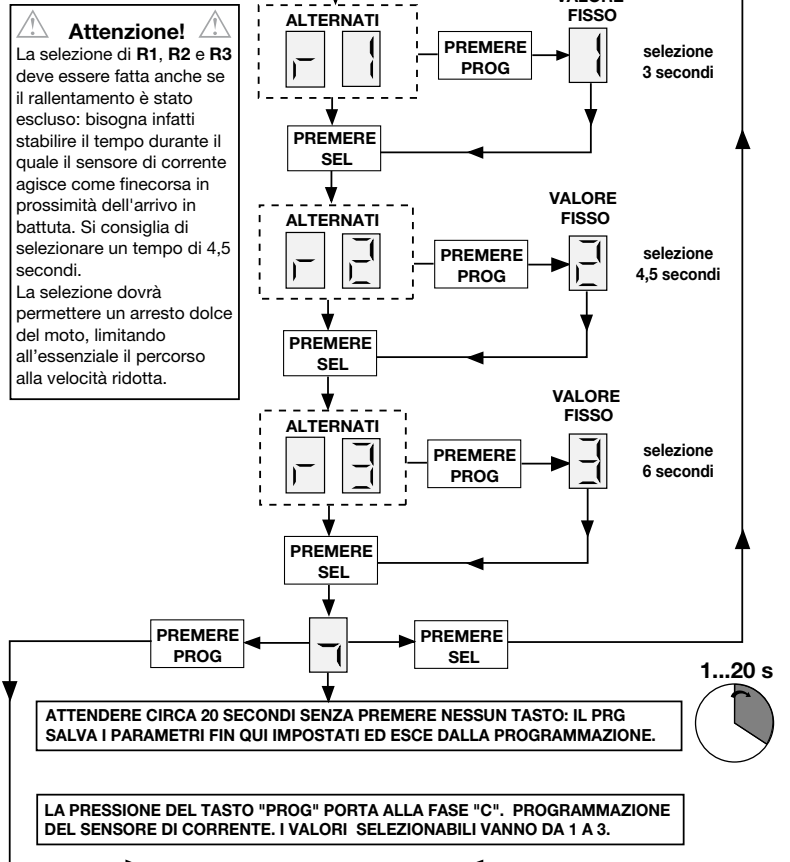 Attenzione!
La selezione di R1, R2 e R3
deve essere fatta anche se
il rallentamento è stato
escluso: bisogna infatti
stabilire il tempo durante il
quale il sensore di corrente
agisce come finecorsa in
prossimità dell'arrivo in
battuta. Si consiglia di
selezionare un tempo di 4,5
secondi.
La selezione dovrà
permettere un arresto dolce
del moto, limitando
all'essenziale il percorso
alla velocità ridotta.
VALORE
FISSO
ALTERNATI
r 1
PREMERE
PROG
1
selezione
3 secondi
PREMERE
SEL
VALORE
FISSO
ALTERNATI
r 2
PREMERE
PROG
2
selezione
4,5 secondi
PREMERE
SEL
VALORE
FISSO
ALTERNATI
r 3
PREMERE
PROG
3
selezione
6 secondi
PREMERE
SEL
PREMERE
PROG
PREMERE
SEL
1...20 s
ATTENDERE CIRCA 20 SECONDI SENZA PREMERE NESSUN TASTO: IL PRG
SALVA I PARAMETRI FIN QUI IMPOSTATI ED ESCE DALLA PROGRAMMAZIONE.
LA PRESSIONE DEL TASTO "PROG" PORTA ALLA FASE "C". PROGRAMMAZIONE
DEL SENSORE DI CORRENTE. I VALORI SELEZIONABILI VANNO DA 1 A 3.